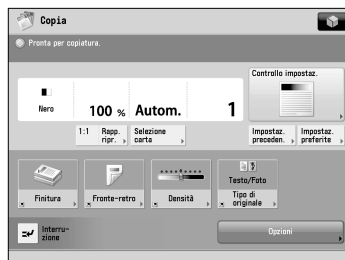 Copia
Pronta per copiatura.
Controllo impostaz.
Nero
100 % Autom. 1
1:1 Rapp. ripr.
Selezione carta
Impostaz. preceden.
Impostaz. preferite
Testo/Foto
Finitura
Fronte-retro
Densità
Tipo di originale
Interru-
zione
Opzioni